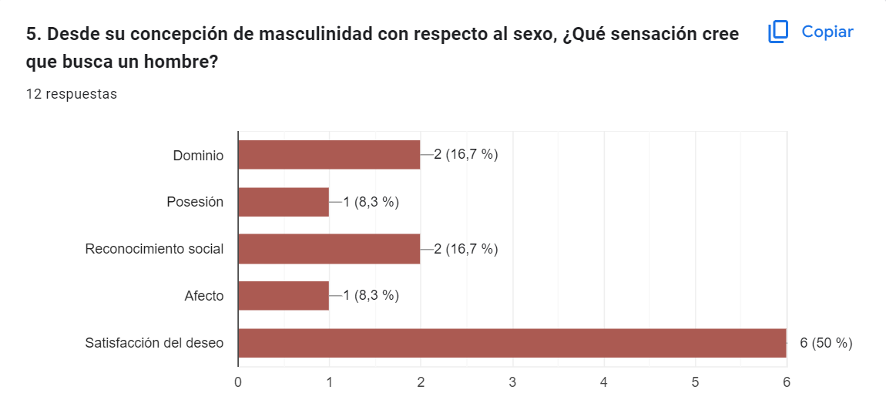 5. Desde su concepción de masculinidad con respecto al sexo, ¿Qué sensación cree
que busca un hombre?
Copiar
12 respuestas
Dominio
2 (16,7 %)
Posesión
1 (8,3 %)
Reconocimiento social
2 (16,7 %)
Afecto
1 (8,3 %)
Satisfacción del deseo
6 (50 %)
0 1 2 3 4 5 6